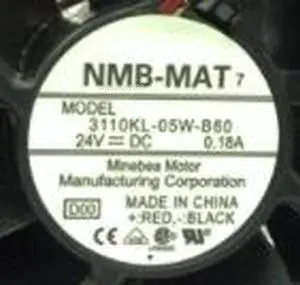 NMB-MAT 7
MODEL
3110KL-05W-B60
24V ⎓ DC 0.18A
Minebea Motor
Manufacturing Corporation
D00 MADE IN CHINA
+:RED,-:BLACK
CE